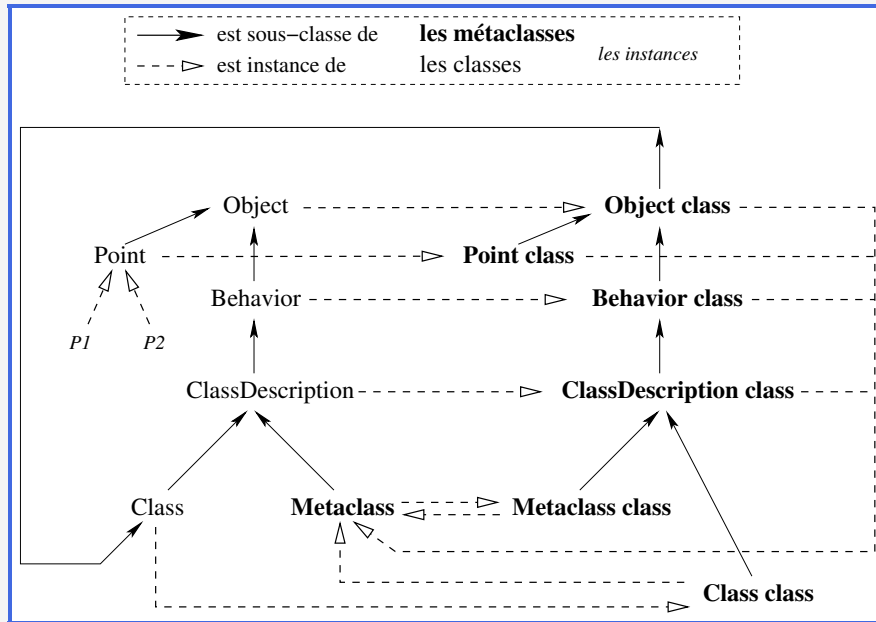 est sous−classe de les métaclasses
est instance de les classes les instances
Object Object class
Point Point class
Behavior Behavior class
P1 P2
ClassDescription ClassDescription class
Class Metaclass Metaclass class
Class class